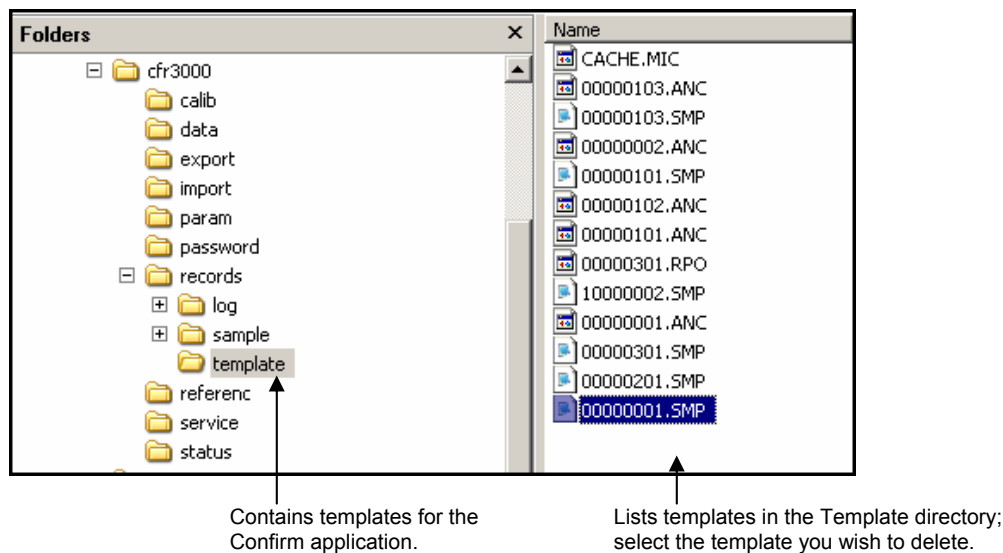 Folders
cfr3000
calib
data
export
import
param
password
records
log
sample
template
referenc
service
status
Name
CACHE.MIC
00000103.ANC
00000103.SMP
00000002.ANC
00000101.SMP
00000102.ANC
00000101.ANC
00000301.RPO
10000002.SMP
00000001.ANC
00000301.SMP
00000201.SMP
00000001.SMP
Contains templates for the
Confirm application.
Lists templates in the Template directory;
select the template you wish to delete.